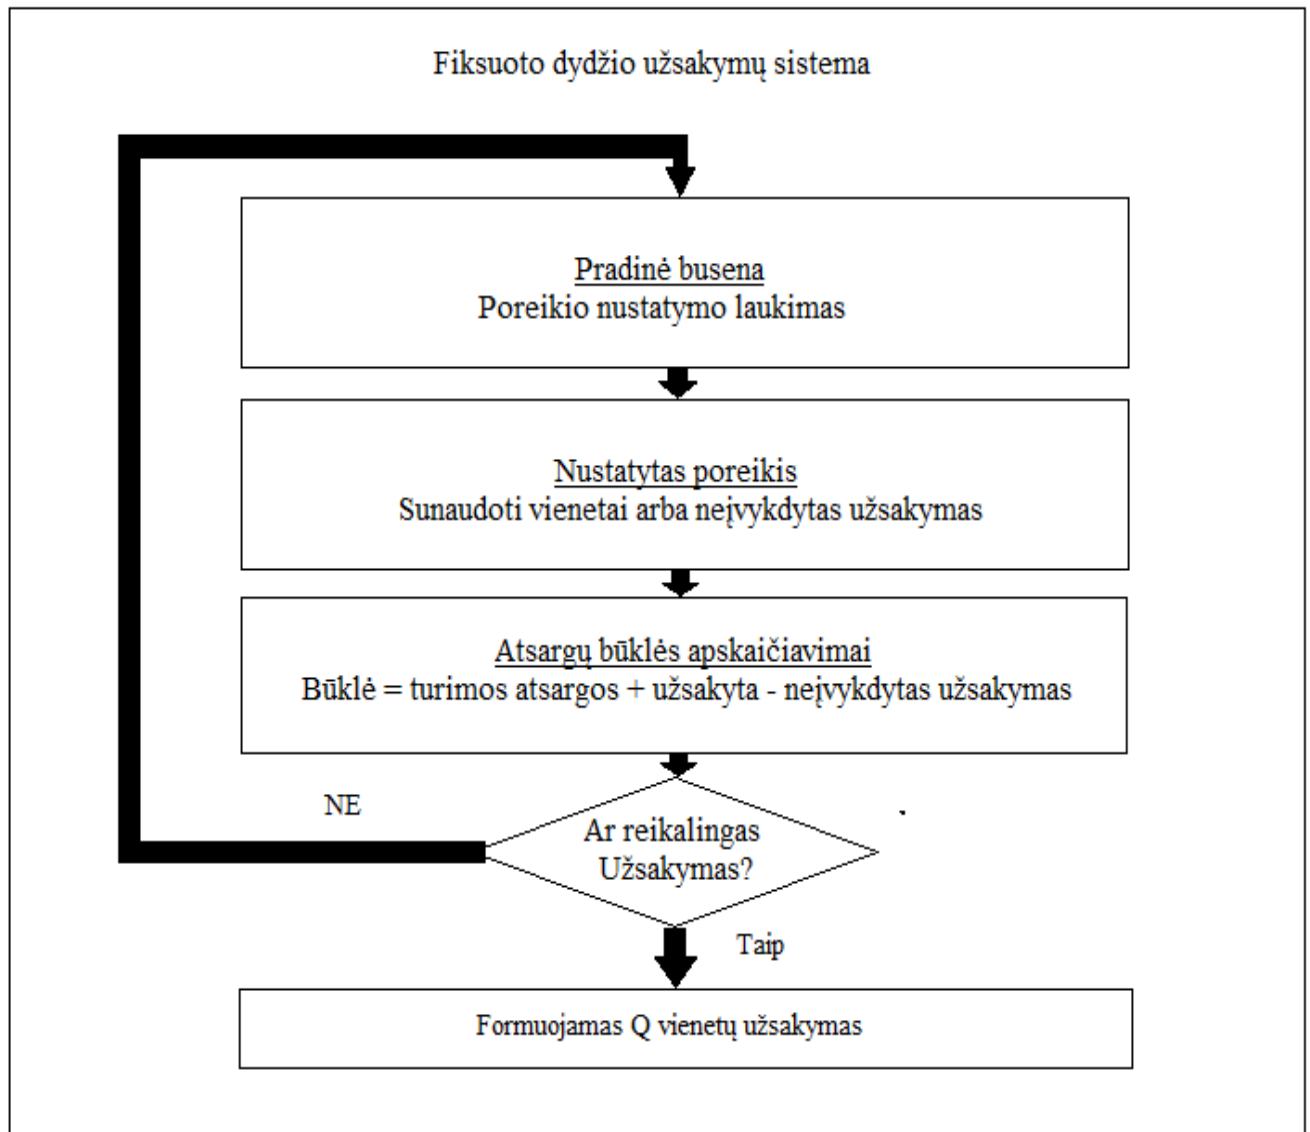 Fiksuoto dydžio užsakymų sistema
Pradinė busena
Poreikio nustatymo laukimas
Nustatytas poreikis
Sunaudoti vienetai arba neįvykdytas užsakymas
Atsargų būklės apskaičiavimai
Būklė = turimos atsargos + užsakyta - neįvykdytas užsakymas
NE
Ar reikalingas
Užsakymas?
Taip
Formuojamas Q vienetų užsakymas